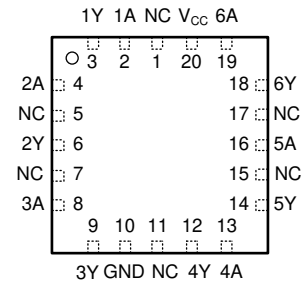 1Y 1A NC VCC 6A
3 2 1 20 19
2A 4 18 6Y
NC 5 17 NC
2Y 6 16 5A
NC 7 15 NC
3A 8 14 5Y
9 10 11 12 13
3Y GND NC 4Y 4A